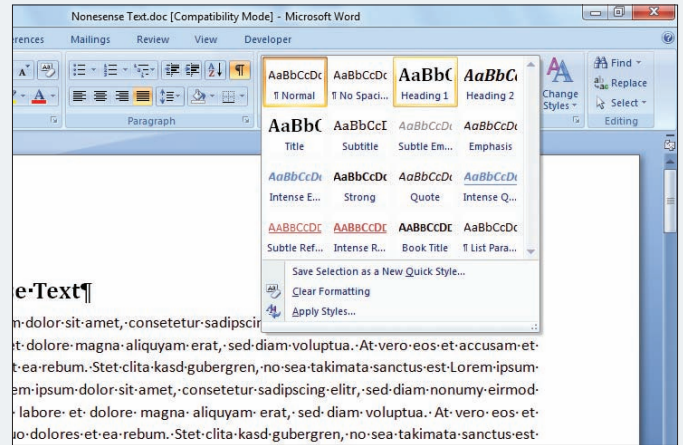 Nonesense Text.doc [Compatibility Mode] - Microsoft Word
rences Mailings Review View Developer
AaBbCcDc AaBbCcDc AaBbC AaBbCc
¶ Normal ¶ No Spaci... Heading 1 Heading 2
AaBbC AaBbCcI AaBbCcDc AaBbCcDc
Title Subtitle Subtle Em... Emphasis
AaBbCcDc AaBbCcDc AaBbCcDc AaBbCcDc
Intense E... Strong Quote Intense Q...
AABBCCDE AABBCCDE AABBCCDE AaBbCcDc
Subtle Ref... Intense R... Book Title ¶ List Para...
Save Selection as a New Quick Style...
Clear Formatting
Apply Styles...
Change
Styles
Find
Replace
Select
Paragraph
Editing
e·Text¶
m·dolor·sit·amet,·consetetur·sadipscin
et·dolore·magna·aliquyam·erat,·sed·diam·voluptua.·At·vero·eos·et·accusam·et·
t·ea·rebum.·Stet·clita·kasd·gubergren,·no·sea·takimata·sanctus·est·Lorem·ipsum·
em·ipsum·dolor·sit·amet,·consetetur·sadipscing·elitr,·sed·diam·nonumy·eirmod·
labore·et·dolore·magna·aliquyam·erat,·sed·diam·voluptua.·At·vero·eos·et·
uo·dolores·et·ea·rebum.·Stet·clita·kasd·gubergren,·no·sea·takimata·sanctus·est·